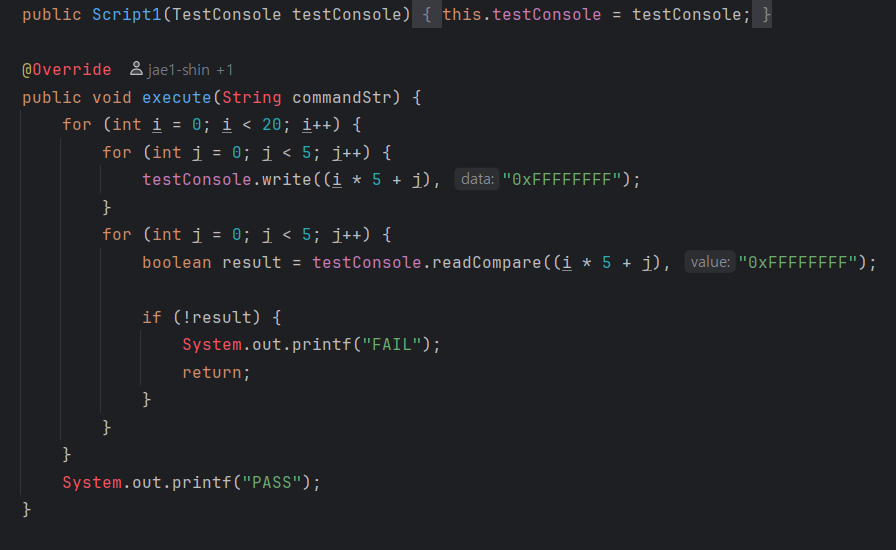 public Script1(TestConsole testConsole) { this.testConsole = testConsole; }
@Override jae1-shin +1
public void execute(String commandStr) {
for (int i = 0; i < 20; i++) {
for (int j = 0; j < 5; j++) {
testConsole.write((i * 5 + j), data: "0xFFFFFFFF");
}
for (int j = 0; j < 5; j++) {
boolean result = testConsole.readCompare((i * 5 + j), value: "0xFFFFFFFF");
if (!result) {
System.out.printf("FAIL");
return;
}
}
}
System.out.printf("PASS");
}